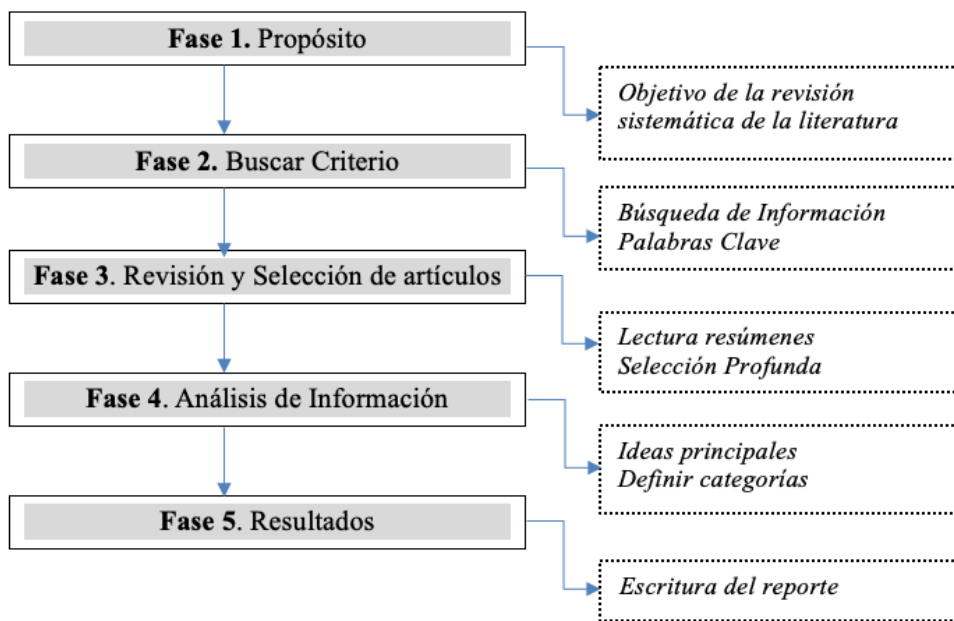 Fase 1. Propósito
Objetivo de la revisión
sistemática de la literatura
Fase 2. Buscar Criterio
Búsqueda de Información
Palabras Clave
Fase 3. Revisión y Selección de artículos
Lectura resúmenes
Selección Profunda
Fase 4. Análisis de Información
Ideas principales
Definir categorías
Fase 5. Resultados
Escritura del reporte